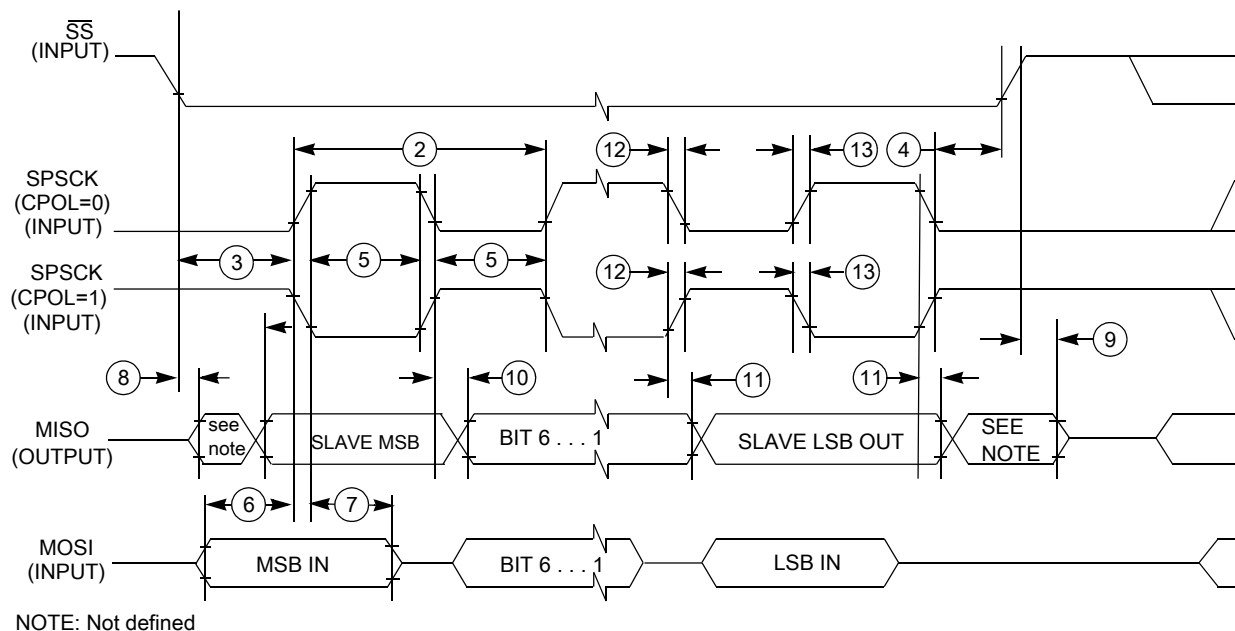 SS
(INPUT)
2
12
13
4
SPSCK
(CPOL=0)
(INPUT)
3
5
5
12
13
SPSCK
(CPOL=1)
(INPUT)
8
10
11
11
9
MISO
(OUTPUT)
see
note
SLAVE MSB
BIT 6 . . . 1
SLAVE LSB OUT
SEE
NOTE
6
7
MOSI
(INPUT)
MSB IN
BIT 6 . . . 1
LSB IN
NOTE: Not defined